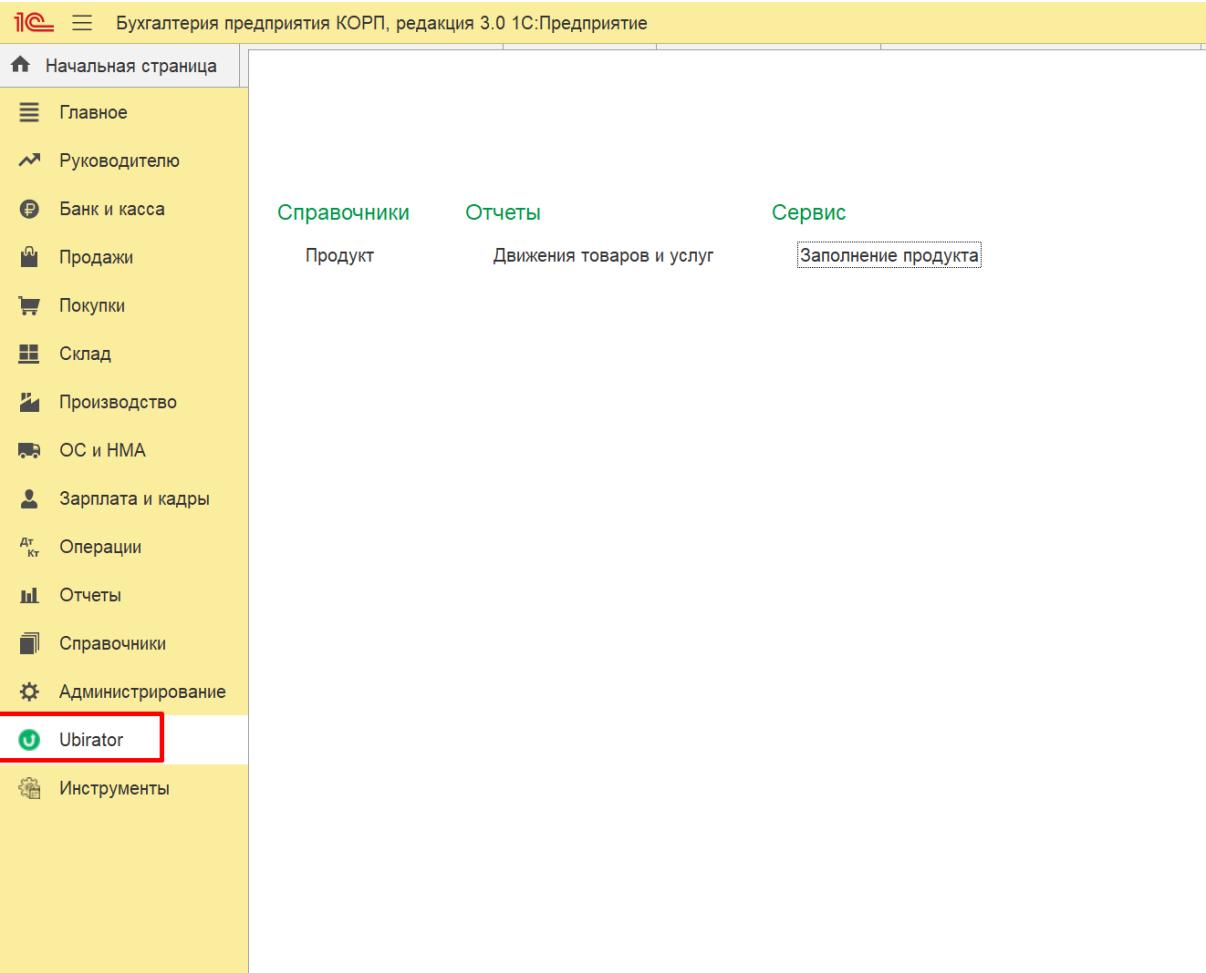 1С Бухгалтерия предприятия КОРП, редакция 3.0 1С:Предприятие
Начальная страница
Главное
Руководителю
Банк и касса
Продажи
Покупки
Склад
Производство
ОС и НМА
Зарплата и кадры
Дт Кт Операции
Отчеты
Справочники
Администрирование
Ubirator
Инструменты
Справочники Отчеты Сервис
Продукт Движения товаров и услуг Заполнение продукта